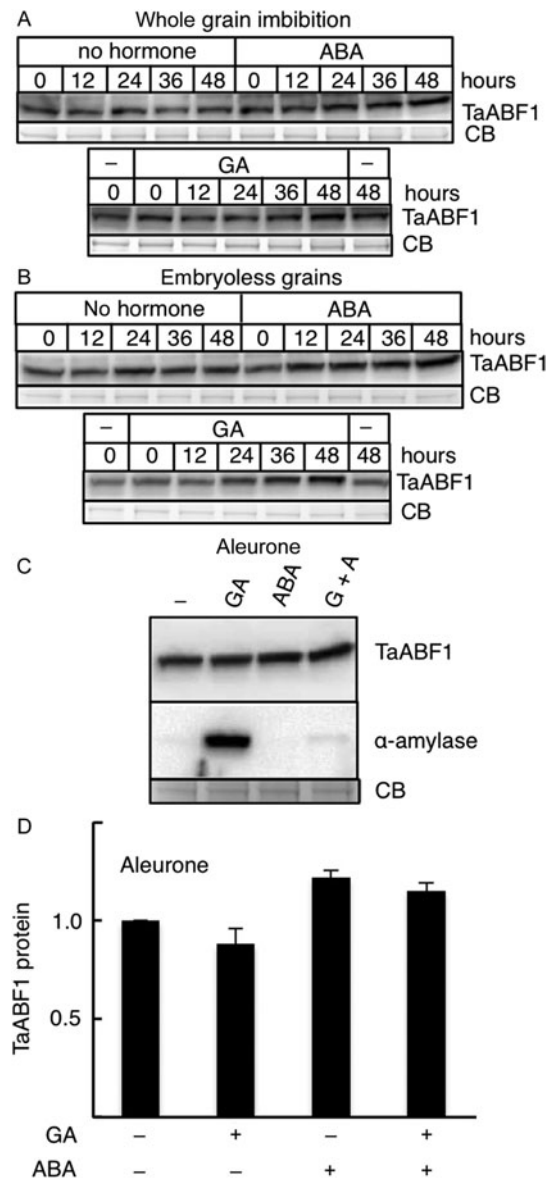 A Whole grain imbibition
no hormone ABA
0 12 24 36 48 0 12 24 36 48 hours
TaABF1
CB
– GA –
0 0 12 24 36 48 48 hours
TaABF1
CB
B Embryoless grains
No hormone ABA
0 12 24 36 48 0 12 24 36 48 hours
TaABF1
CB
– GA –
0 0 12 24 36 48 48 hours
TaABF1
CB
C Aleurone
– GA ABA G + A
TaABF1
α-amylase
CB
D
Aleurone
TaABF1 protein
1.0
0.5
GA – + – +
ABA – – + +